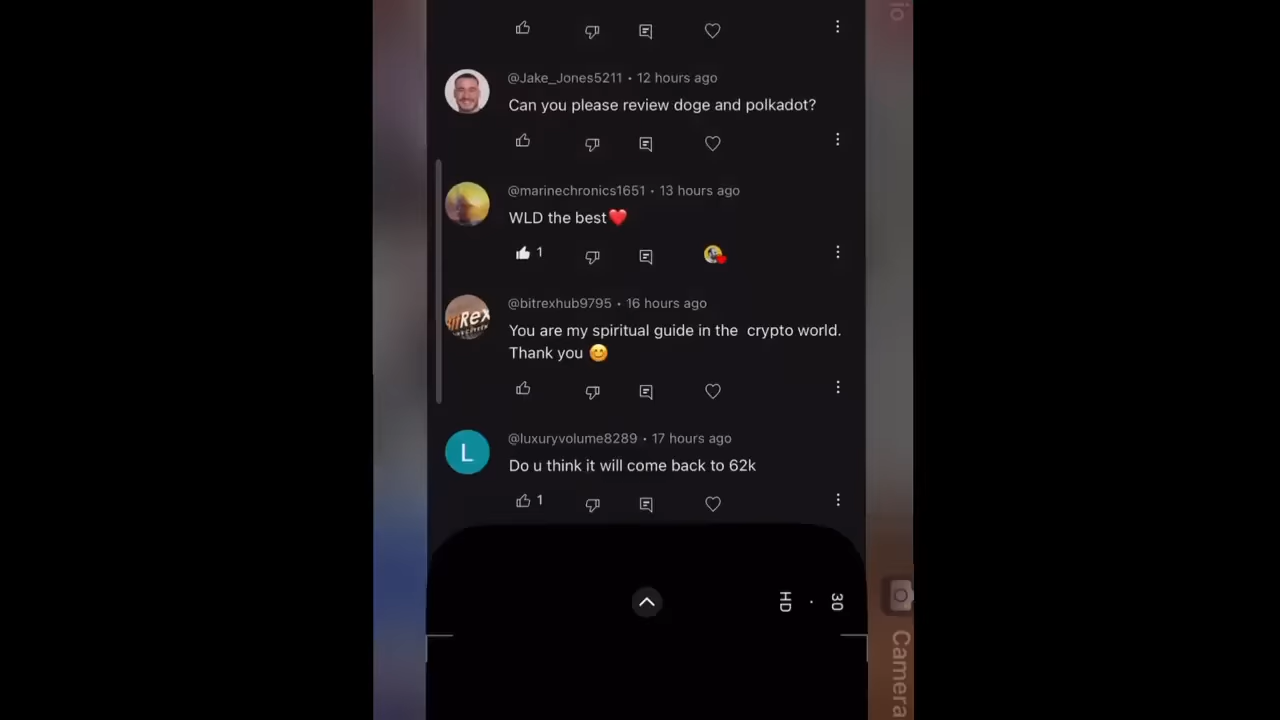 io
@Jake_Jones5211 • 12 hours ago
Can you please review doge and polkadot?
@marinechronics1651 • 13 hours ago
WLD the best❤️
1
@bitrexhub9795 • 16 hours ago
You are my spiritual guide in the crypto world.
Thank you 😊
@luxuryvolume8289 • 17 hours ago
Do u think it will come back to 62k
1
L
HD · 30
Camera